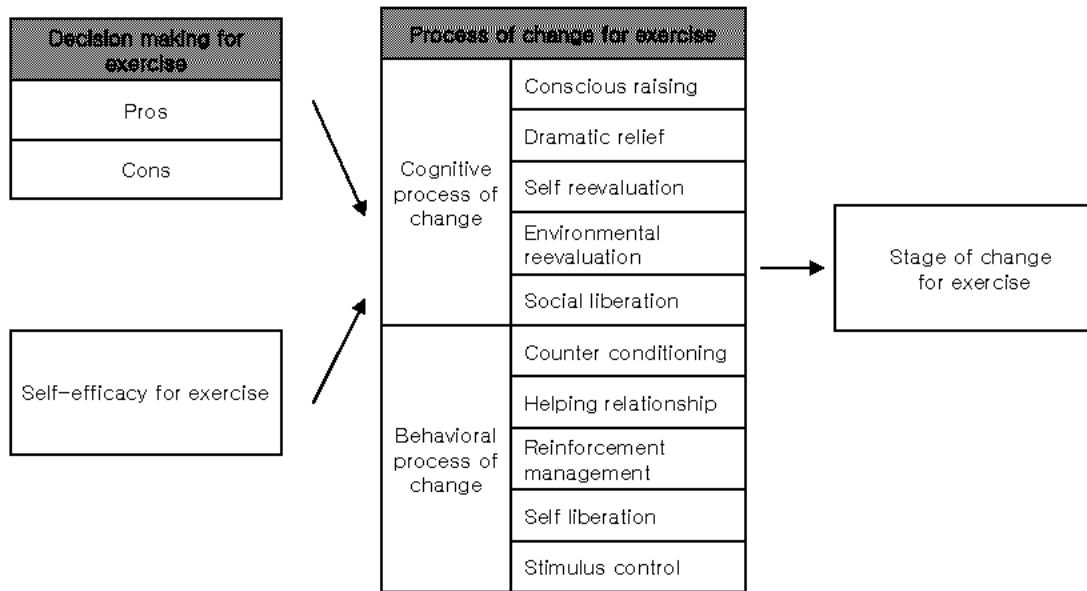 Decision making for
exercise
Pros
Cons
Self-efficacy for exercise
Process of change for exercise
Cognitive
process of
change
Conscious raising
Dramatic relief
Self reevaluation
Environmental
reevaluation
Social liberation
Behavioral
process of
change
Counter conditioning
Helping relationship
Reinforcement
management
Self liberation
Stimulus control
Stage of change
for exercise